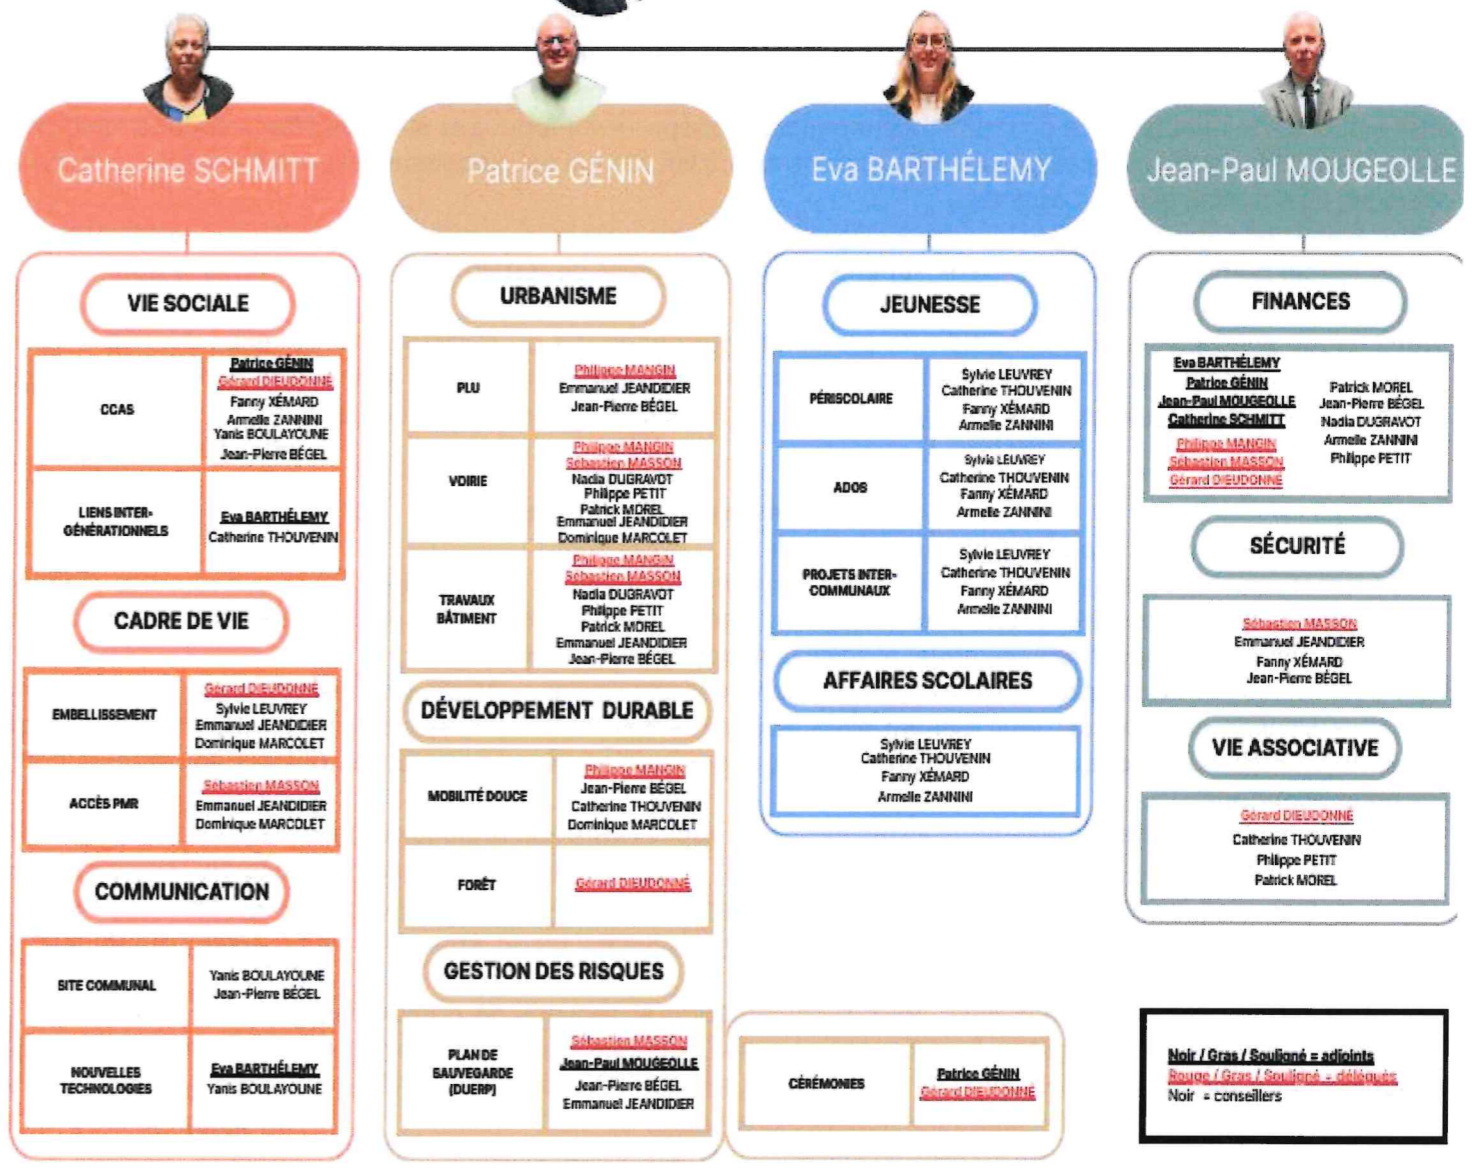 Catherine SCHMITT
VIE SOCIALE
CCAS
Patrice GÉNIN
Gérard DIEUDONNÉ
Fanny XÉMARD
Armelle ZANNINI
Yanis BOULAYOUNE
Jean-Pierre BÉGEL
LIENS INTER-
GÉNÉRATIONNELS
Eva BARTHÉLEMY
Catherine THOUVENIN
CADRE DE VIE
EMBELLISSEMENT
Gérard DIEUDONNÉ
Sylvie LEUVREY
Emmanuel JEANDIDIER
Dominique MARCOLET
ACCÈS PMR
Sébastien MASSON
Emmanuel JEANDIDIER
Dominique MARCOLET
COMMUNICATION
SITE COMMUNAL
Yanis BOULAYOUNE
Jean-Pierre BÉGEL
NOUVELLES
TECHNOLOGIES
Eva BARTHÉLEMY
Yanis BOULAYOUNE
Patrice GÉNIN
URBANISME
PLU
Philippe MANGIN
Emmanuel JEANDIDIER
Jean-Pierre BÉGEL
VOIRIE
Philippe MANGIN
Sébastien MASSON
Nadia DUGRAVOT
Philippe PETIT
Patrick MOREL
Emmanuel JEANDIDIER
Dominique MARCOLET
TRAVAUX
BÂTIMENT
Philippe MANGIN
Sébastien MASSON
Nadia DUGRAVOT
Philippe PETIT
Patrick MOREL
Emmanuel JEANDIDIER
Jean-Pierre BÉGEL
DÉVELOPPEMENT DURABLE
MOBILITÉ DOUCE
Philippe MANGIN
Jean-Pierre BÉGEL
Catherine THOUVENIN
Dominique MARCOLET
FORÊT
Gérard DIEUDONNÉ
GESTION DES RISQUES
PLAN DE
SAUVEGARDE
(DUERP)
Sébastien MASSON
Jean-Paul MOUGEOLLE
Jean-Pierre BÉGEL
Emmanuel JEANDIDIER
CÉRÉMONIES
Patrice GÉNIN
Gérard DIEUDONNÉ
Eva BARTHÉLEMY
JEUNESSE
PÉRISCOLAIRE
Sylvie LEUVREY
Catherine THOUVENIN
Fanny XÉMARD
Armelle ZANNINI
ADOS
Sylvie LEUVREY
Catherine THOUVENIN
Fanny XÉMARD
Armelle ZANNINI
PROJETS INTER-
COMMUNAUX
Sylvie LEUVREY
Catherine THOUVENIN
Fanny XÉMARD
Armelle ZANNINI
AFFAIRES SCOLAIRES
Sylvie LEUVREY
Catherine THOUVENIN
Fanny XÉMARD
Armelle ZANNINI
Jean-Paul MOUGEOLLE
FINANCES
Eva BARTHÉLEMY
Patrice GÉNIN
Jean-Paul MOUGEOLLE
Catherine SCHMITT
Philippe MANGIN
Sébastien MASSON
Gérard DIEUDONNÉ
Patrick MOREL
Jean-Pierre BÉGEL
Nadia DUGRAVOT
Armelle ZANNINI
Philippe PETIT
SÉCURITÉ
Sébastien MASSON
Emmanuel JEANDIDIER
Fanny XÉMARD
Jean-Pierre BÉGEL
VIE ASSOCIATIVE
Gérard DIEUDONNÉ
Catherine THOUVENIN
Philippe PETIT
Patrick MOREL
Noir / Gras / Souligné = adjoints
Rouge / Gras / Souligné = délégués
Noir = conseillers